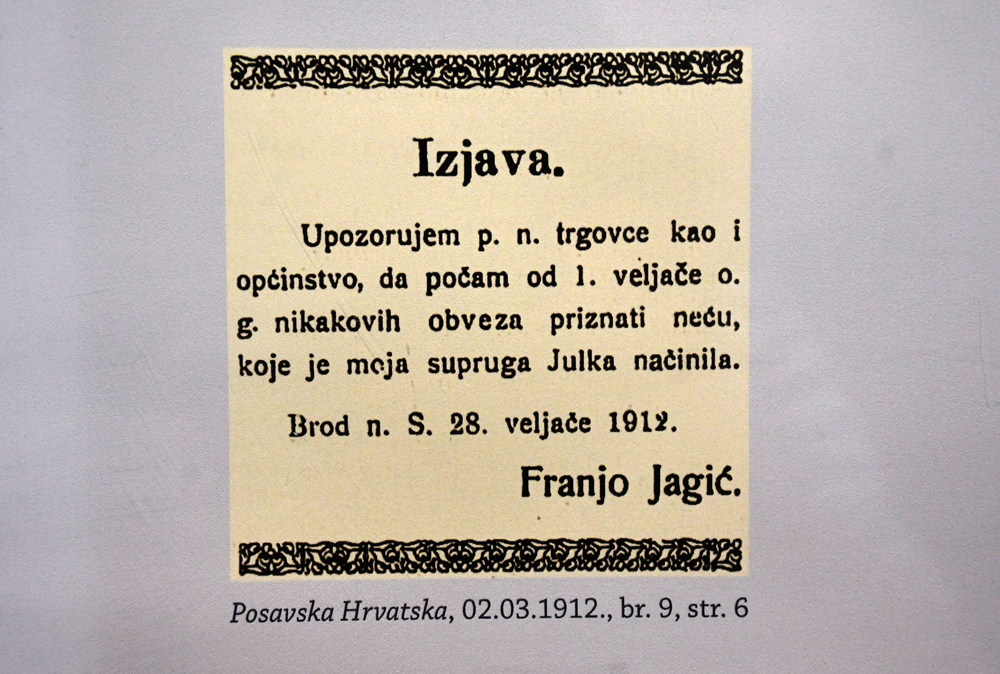 Izjava.
Upozorujem p. n. trgovce kao i
općinstvo, da počam od 1. veljače o.
g. nikakovih obveza priznati neću,
koje je moja supruga Julka načinila.
Brod n. S. 28. veljače 1912.
Franjo Jagić.
Posavska Hrvatska, 02.03.1912., br. 9, str. 6